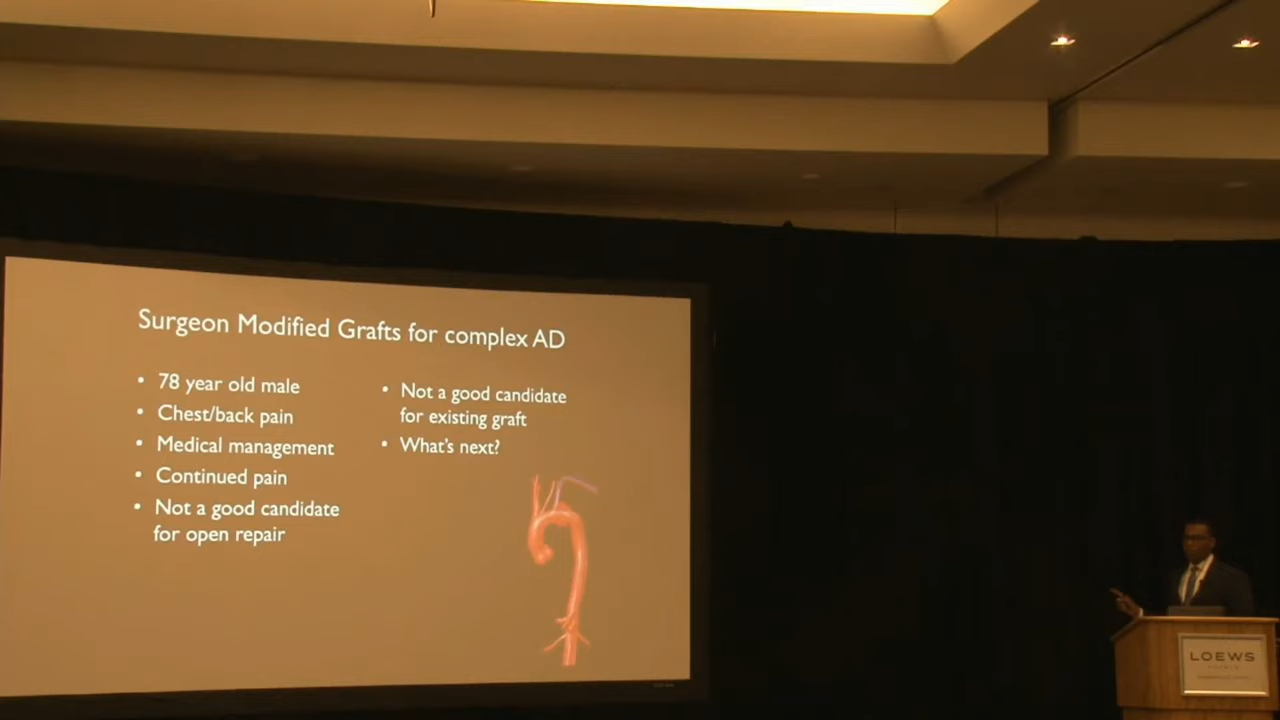 Surgeon Modified Grafts for complex AD
• 78 year old male
• Chest/back pain
• Medical management
• Continued pain
• Not a good candidate
for open repair
• Not a good candidate
for existing graft
• What's next?
LOEWS